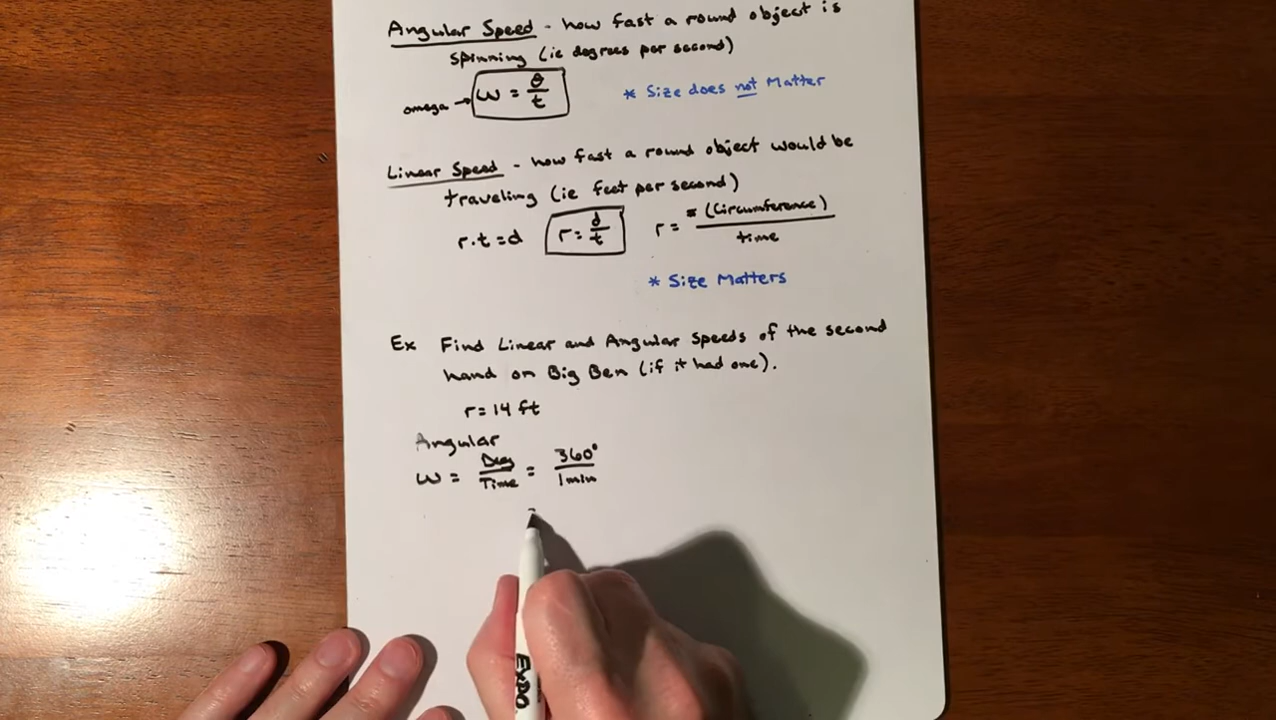 Angular Speed - how fast a round object is
spinning (ie degrees per second)
omega → ω = θ/t
* Size does not Matter
Linear Speed - how fast a round object would be
traveling (ie feet per second)
r·t=d r = d/t r = (Circumference)/time
* Size Matters
Ex Find Linear and Angular speeds of the second
hand on Big Ben (if it had one).
r=14 ft
Angular
ω = Deg/Time = 360°/1min
=
EXPO